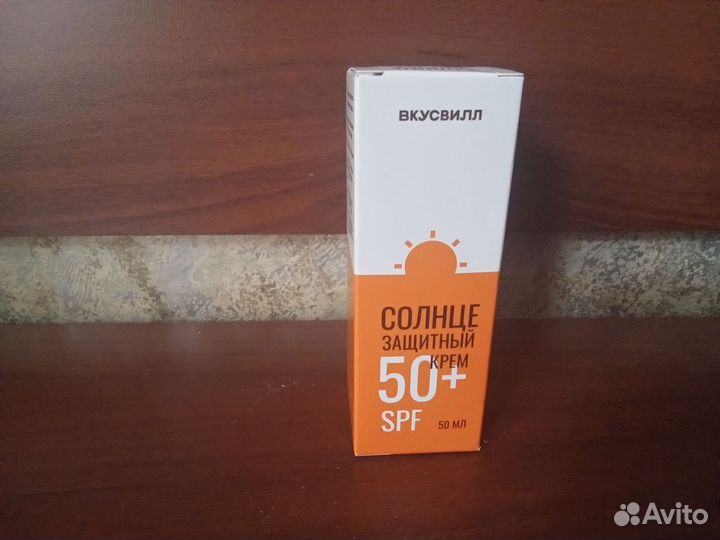 ВКУСВИЛЛ
СОЛНЦЕ
ЗАЩИТНЫЙ
КРЕМ
50+
SPF
50 МЛ
Avito